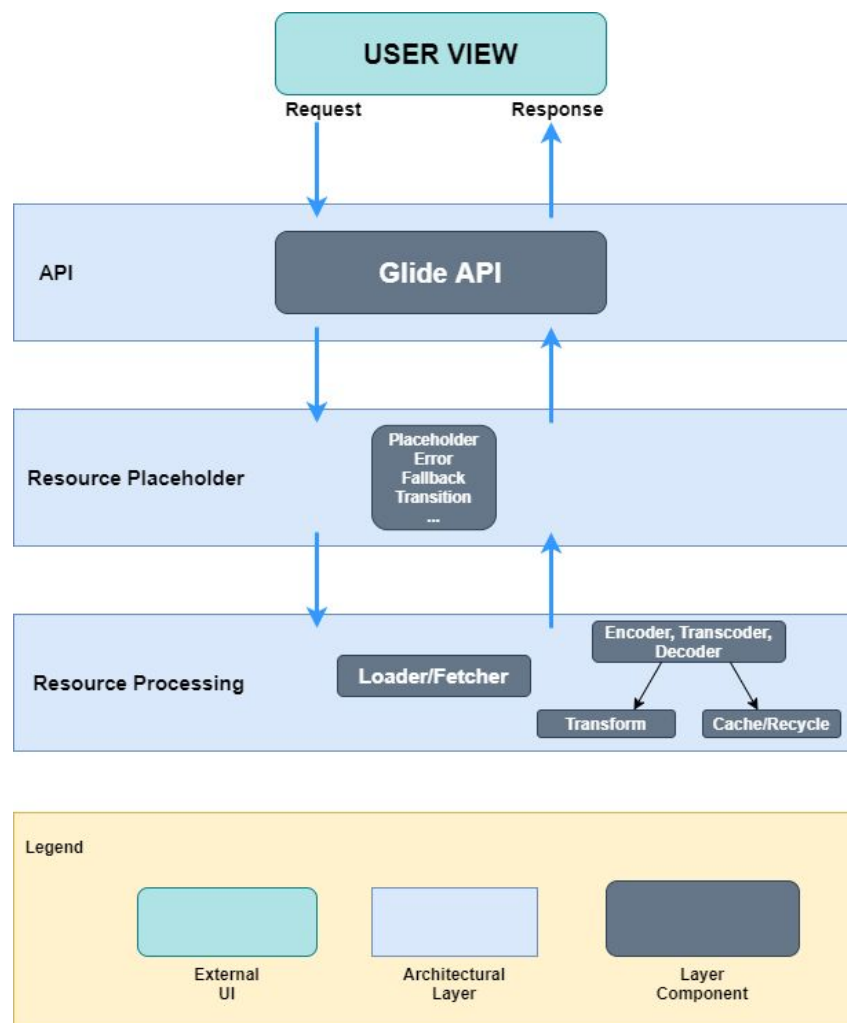 USER VIEW
Request
Response
API
Glide API
Resource Placeholder
Placeholder
Error
Fallback
Transition
...
Resource Processing
Loader/Fetcher
Encoder, Transcoder,
Decoder
Transform
Cache/Recycle
Legend
External
UI
Architectural
Layer
Layer
Component